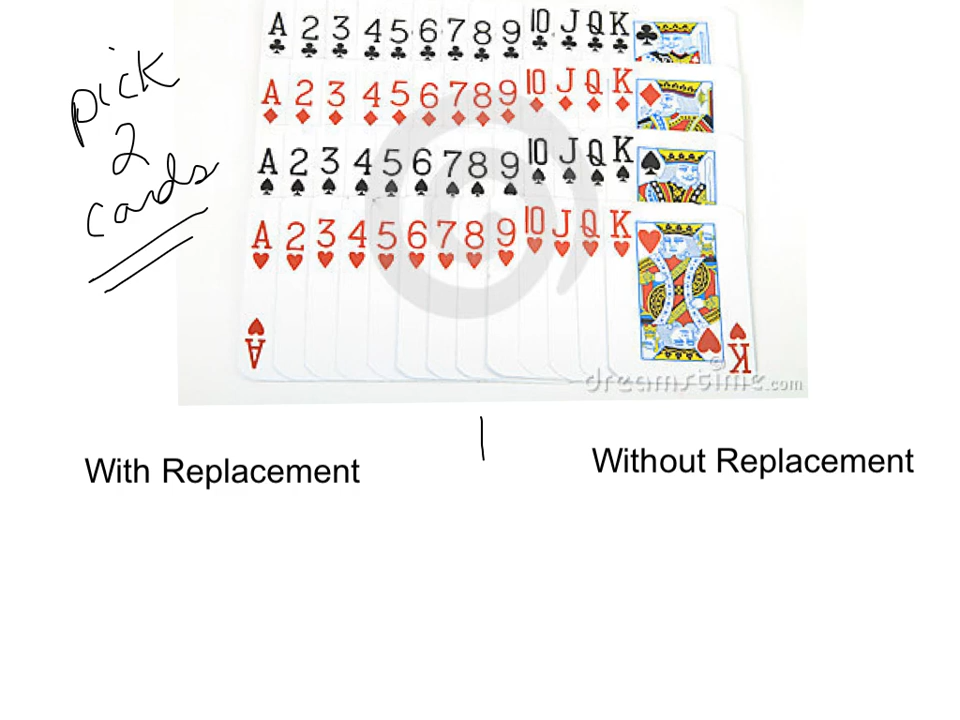 pick
2
cards
A 2 3 4 5 6 7 8 9 10 J Q K
A 2 3 4 5 6 7 8 9 10 J Q K
A 2 3 4 5 6 7 8 9 10 J Q K
A 2 3 4 5 6 7 8 9 10 J Q K
A
K
dreamstime.com
With Replacement
Without Replacement